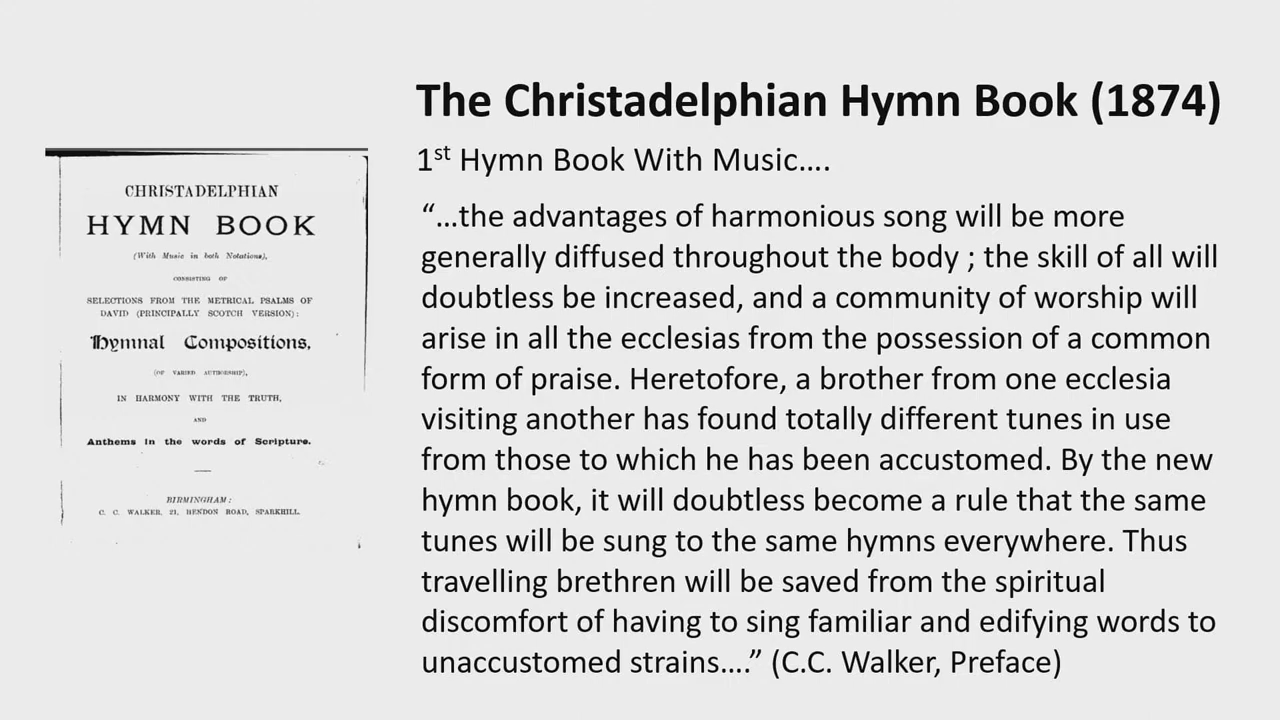 The Christadelphian Hymn Book (1874)
1st Hymn Book With Music....
“...the advantages of harmonious song will be more
generally diffused throughout the body ; the skill of all will
doubtless be increased, and a community of worship will
arise in all the ecclesias from the possession of a common
form of praise. Heretofore, a brother from one ecclesia
visiting another has found totally different tunes in use
from those to which he has been accustomed. By the new
hymn book, it will doubtless become a rule that the same
tunes will be sung to the same hymns everywhere. Thus
travelling brethren will be saved from the spiritual
discomfort of having to sing familiar and edifying words to
unaccustomed strains....” (C.C. Walker, Preface)
CHRISTADELPHIAN
HYMN BOOK
(With Music in both Notations),
CONSISTING OF
SELECTIONS FROM THE METRICAL PSALMS OF
DAVID (PRINCIPALLY SCOTCH VERSION):
Hymnal Compositions,
(OF VARIED AUTHORSHIP),
IN HARMONY WITH THE TRUTH,
AND
Anthems in the words of Scripture.
BIRMINGHAM:
C. C. WALKER, 21, HENDON ROAD, SPARKHILL.